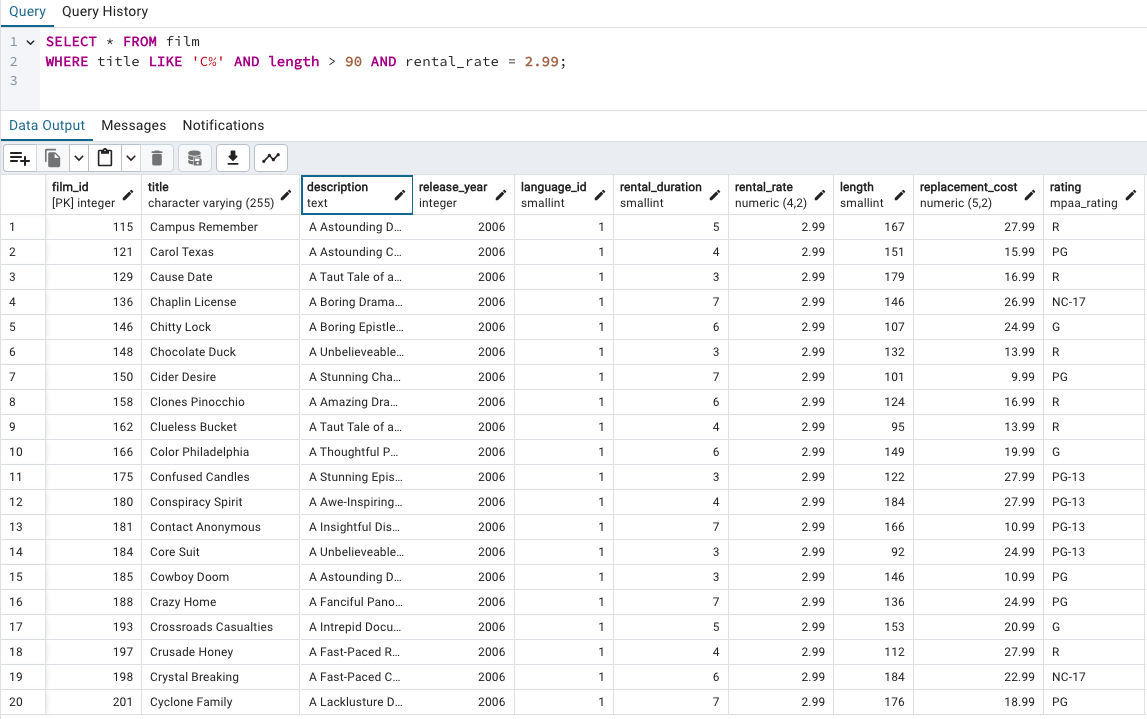 Query Query History
1 SELECT * FROM film
2 WHERE title LIKE 'C%' AND length > 90 AND rental_rate = 2.99;
3
Data Output Messages Notifications
film_id title description release_year language_id rental_duration rental_rate length replacement_cost rating
[PK] integer character varying (255) text integer smallint smallint numeric (4,2) smallint numeric (5,2) mpaa_rating
1 115 Campus Remember A Astounding D... 2006 1 5 2.99 167 27.99 R
2 121 Carol Texas A Astounding C... 2006 1 4 2.99 151 15.99 PG
3 129 Cause Date A Taut Tale of a... 2006 1 3 2.99 179 16.99 R
4 136 Chaplin License A Boring Drama... 2006 1 7 2.99 146 26.99 NC-17
5 146 Chitty Lock A Boring Epistle... 2006 1 6 2.99 107 24.99 G
6 148 Chocolate Duck A Unbelieveable... 2006 1 3 2.99 132 13.99 R
7 150 Cider Desire A Stunning Cha... 2006 1 7 2.99 101 9.99 PG
8 158 Clones Pinocchio A Amazing Dra... 2006 1 6 2.99 124 16.99 R
9 162 Clueless Bucket A Taut Tale of a... 2006 1 4 2.99 95 13.99 R
10 166 Color Philadelphia A Thoughtful P... 2006 1 6 2.99 149 19.99 G
11 175 Confused Candles A Stunning Epis... 2006 1 3 2.99 122 27.99 PG-13
12 180 Conspiracy Spirit A Awe-Inspiring... 2006 1 4 2.99 184 27.99 PG-13
13 181 Contact Anonymous A Insightful Dis... 2006 1 7 2.99 166 10.99 PG-13
14 184 Core Suit A Unbelieveable... 2006 1 3 2.99 92 24.99 PG-13
15 185 Cowboy Doom A Astounding D... 2006 1 3 2.99 146 10.99 PG
16 188 Crazy Home A Fanciful Pano... 2006 1 7 2.99 136 24.99 PG
17 193 Crossroads Casualties A Intrepid Docu... 2006 1 5 2.99 153 20.99 G
18 197 Crusade Honey A Fast-Paced R... 2006 1 4 2.99 112 27.99 R
19 198 Crystal Breaking A Fast-Paced C... 2006 1 6 2.99 184 22.99 NC-17
20 201 Cyclone Family A Lacklusture D... 2006 1 7 2.99 176 18.99 PG